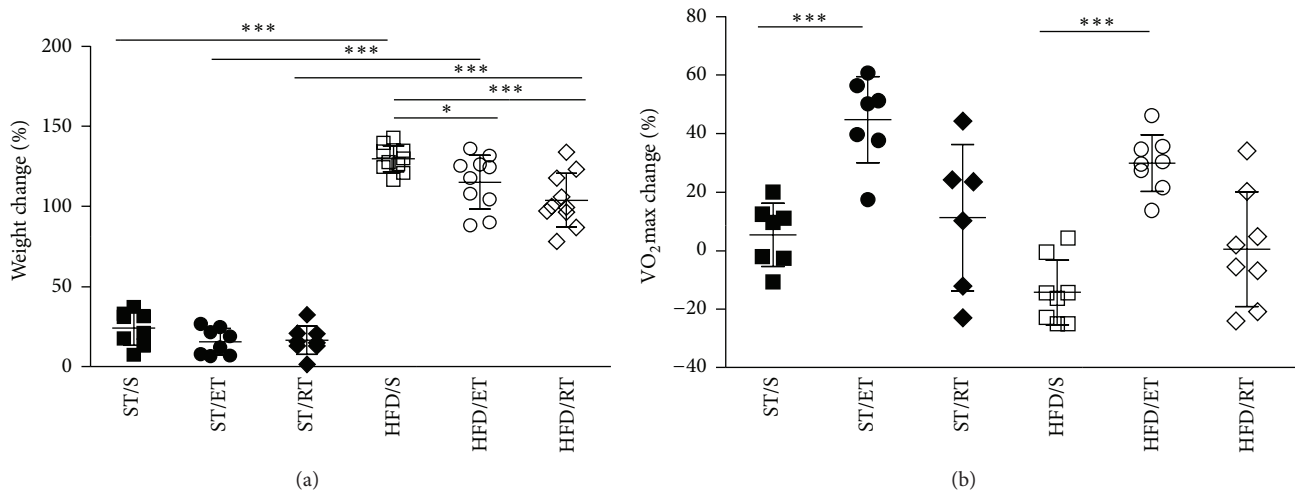 ***
***
***
***
*
200
150
100
50
0
Weight change (%)
ST/S
ST/ET
ST/RT
HFD/S
HFD/ET
HFD/RT
(a)
***
***
80
60
40
20
0
−20
−40
VO2max change (%)
ST/S
ST/ET
ST/RT
HFD/S
HFD/ET
HFD/RT
(b)